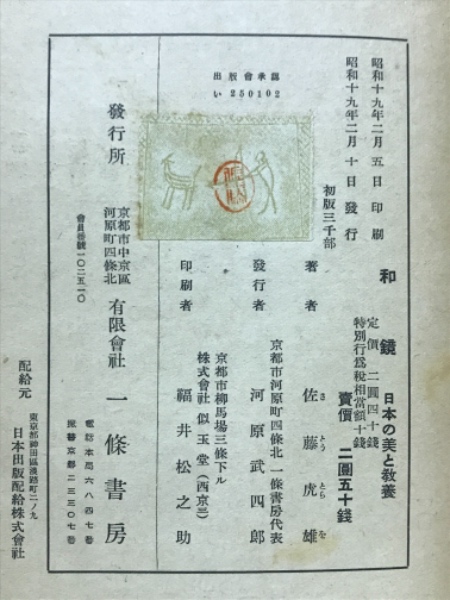 昭和十九年二月五日印刷
昭和十九年二月十日發行
初版三千部
和鏡
日本の美と教養
定價 二圓四十錢
特別行爲税相當額十錢
賣價 二圓五十錢
著者 佐藤虎雄
さとうとらを
京都市河原町四條北一條書房代表
發行者 河原武四郎
京都市柳馬場三條下ル
株式會社似玉堂(西京三)
印刷者 福井松之助
出版會承認
い250102
發行所
京都市中京區
河原町四條北
會員番號一〇二五一〇
有限會社 一條書房
電話本局六八四七番
振替京都二三三〇七番
配給元
東京都神田區淡路町二ノ九
日本出版配給株式會社